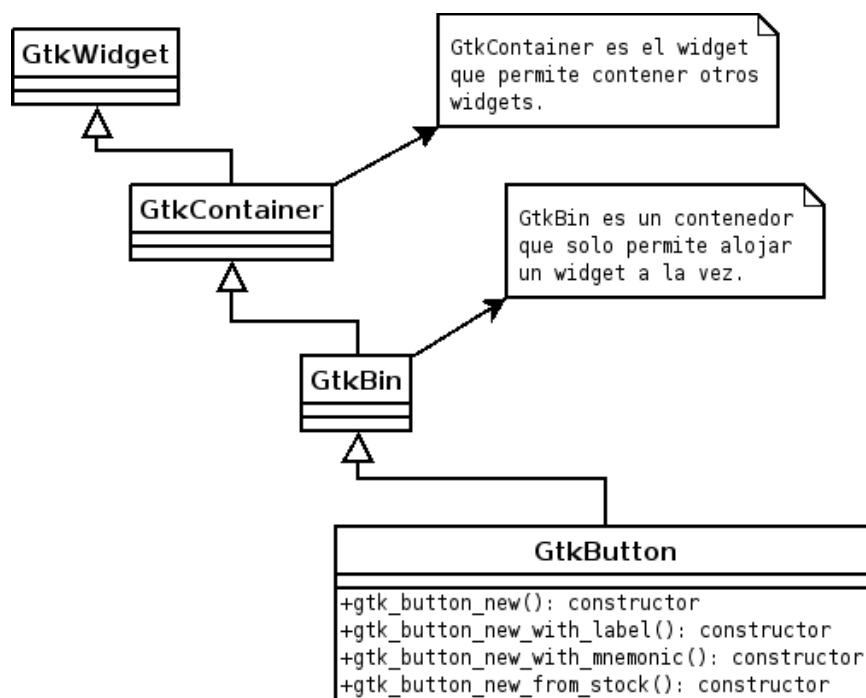 GtkWidget
GtkContainer es el widget
que permite contener otros
widgets.
GtkContainer
GtkBin es un contenedor
que solo permite alojar
un widget a la vez.
GtkBin
GtkButton
+gtk_button_new(): constructor
+gtk_button_new_with_label(): constructor
+gtk_button_new_with_mnemonic(): constructor
+gtk_button_new_from_stock(): constructor